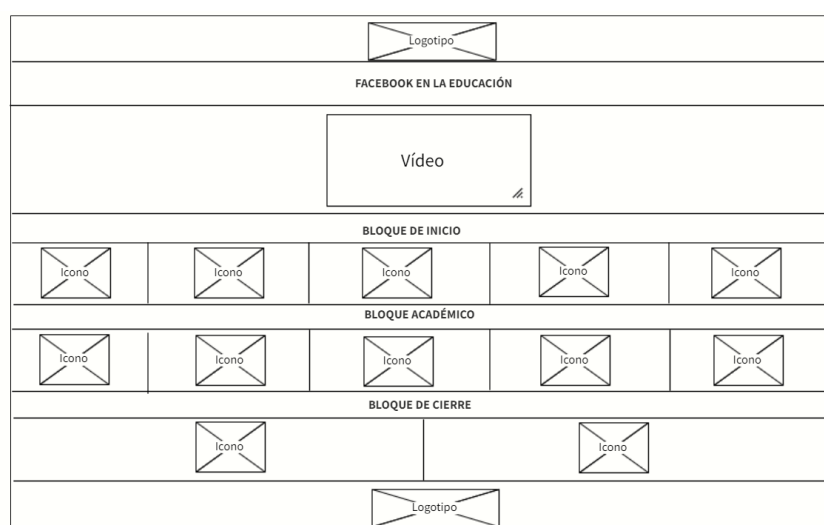 Logotipo
FACEBOOK EN LA EDUCACIÓN
Vídeo
BLOQUE DE INICIO
Icono Icono Icono Icono Icono
BLOQUE ACADÉMICO
Icono Icono Icono Icono Icono
BLOQUE DE CIERRE
Icono Icono
Logotipo